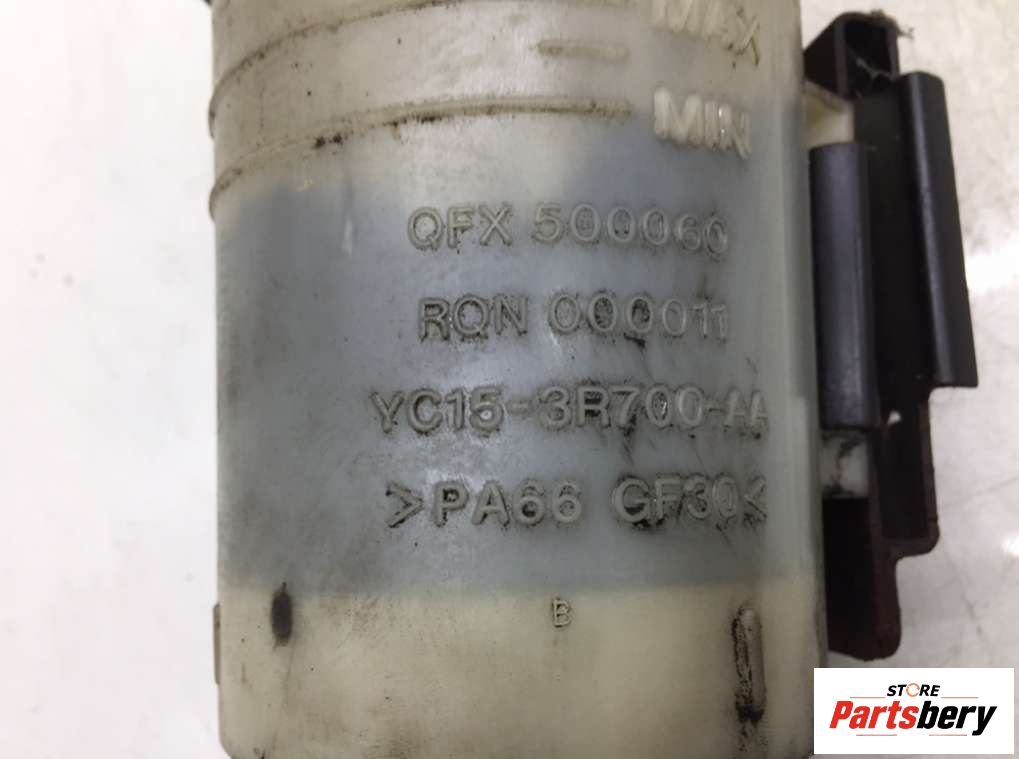 MAX
MIN
QFX 500060
RQN 000011
YC15-3R700-AA
>PA66 GF30<
B
STORE
Partsbery